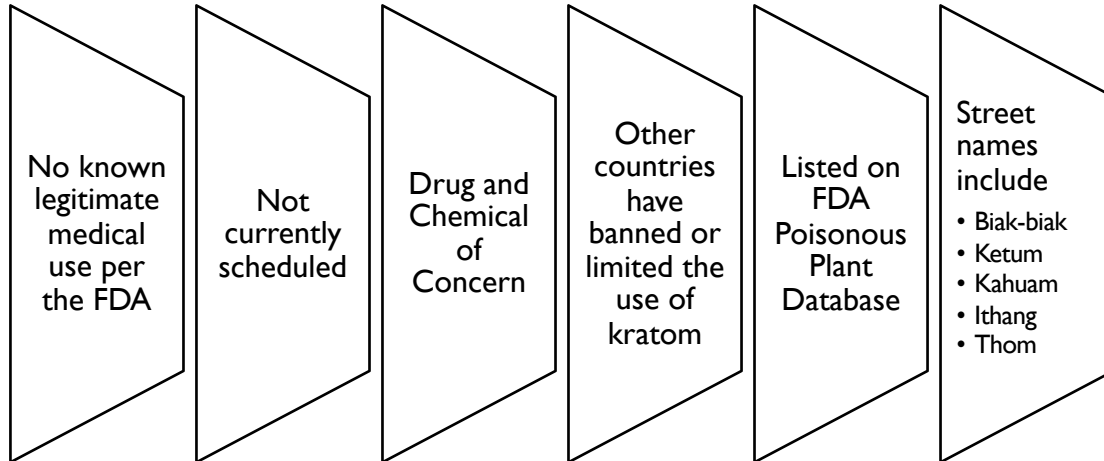 No known
legitimate
medical
use per
the FDA
Not
currently
scheduled
Drug and
Chemical
of
Concern
Other
countries
have
banned or
limited the
use of
kratom
Listed on
FDA
Poisonous
Plant
Database
Street
names
include
• Biak-biak
• Ketum
• Kahuam
• Ithang
• Thom